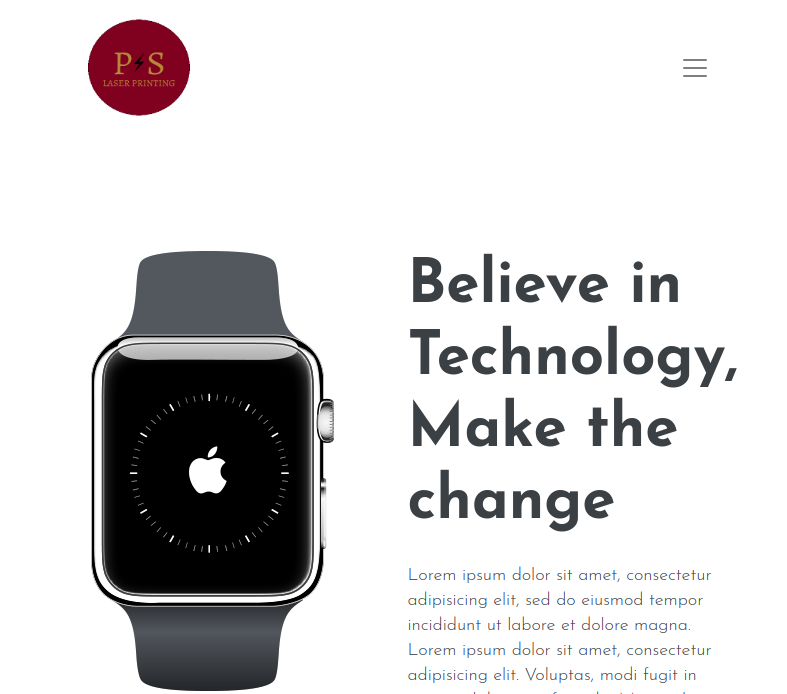 P S
LASER PRINTING
Believe in
Technology,
Make the
change
Lorem ipsum dolor sit amet, consectetur
adipisicing elit, sed do eiusmod tempor
incididunt ut labore et dolore magna.
Lorem ipsum dolor sit amet, consectetur
adipisicing elit. Voluptas, modi fugit in